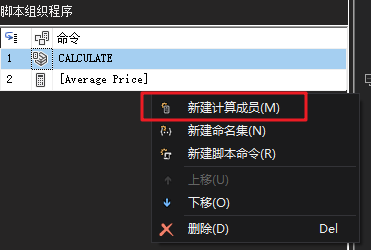 脚本组织程序
命令
1 CALCULATE
2 [Average Price]
新建计算成员(M)
新建命名集(N)
新建脚本命令(R)
上移(U)
下移(O)
删除(D) Del